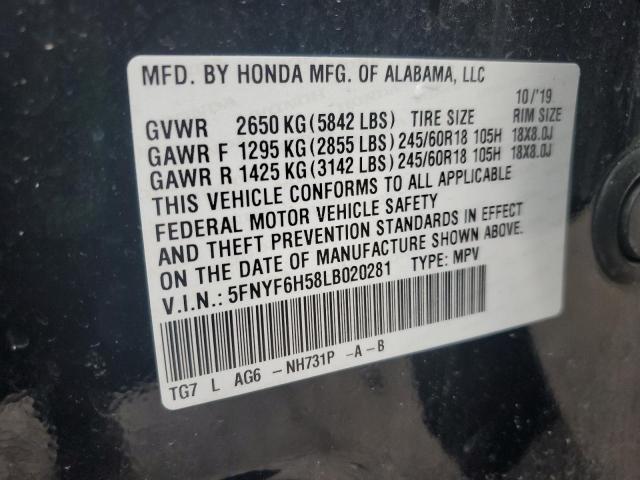 MFD. BY HONDA MFG. OF ALABAMA, LLC
10/'19
GVWR 2650 KG (5842 LBS) TIRE SIZE RIM SIZE
GAWR F 1295 KG (2855 LBS) 245/60R18 105H 18X8.0J
GAWR R 1425 KG (3142 LBS) 245/60R18 105H 18X8.0J
THIS VEHICLE CONFORMS TO ALL APPLICABLE
FEDERAL MOTOR VEHICLE SAFETY
AND THEFT PREVENTION STANDARDS IN EFFECT
ON THE DATE OF MANUFACTURE SHOWN ABOVE.
V.I.N.: 5FNYF6H58LB020281 TYPE: MPV
TG7 L AG6 -NH731P -A-B